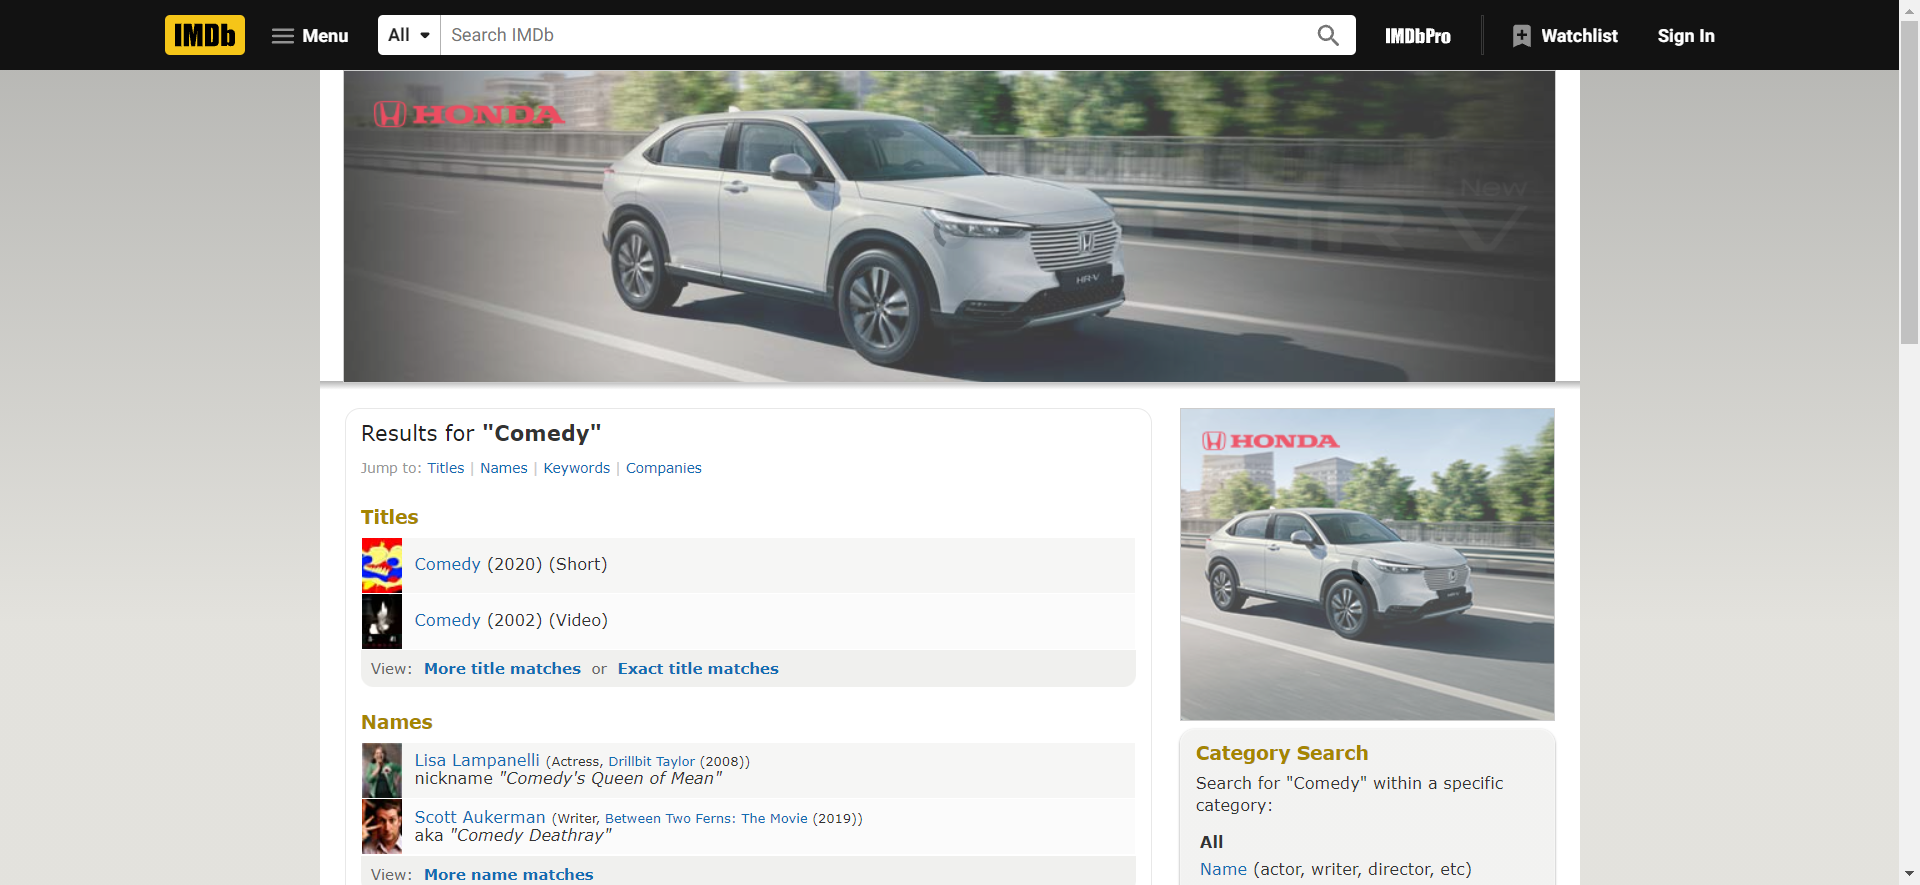 IMDb Menu All Search IMDb IMDbPro Watchlist Sign In
HONDA
New
HR-V
HR-V
Results for "Comedy"
Jump to: Titles | Names | Keywords | Companies
Titles
Comedy (2020) (Short)
Comedy (2002) (Video)
View: More title matches or Exact title matches
Names
Lisa Lampanelli (Actress, Drillbit Taylor (2008))
nickname "Comedy's Queen of Mean"
Scott Aukerman (Writer, Between Two Ferns: The Movie (2019))
aka "Comedy Deathray"
View: More name matches
HONDA
Category Search
Search for "Comedy" within a specific
category:
All
Name (actor, writer, director, etc)